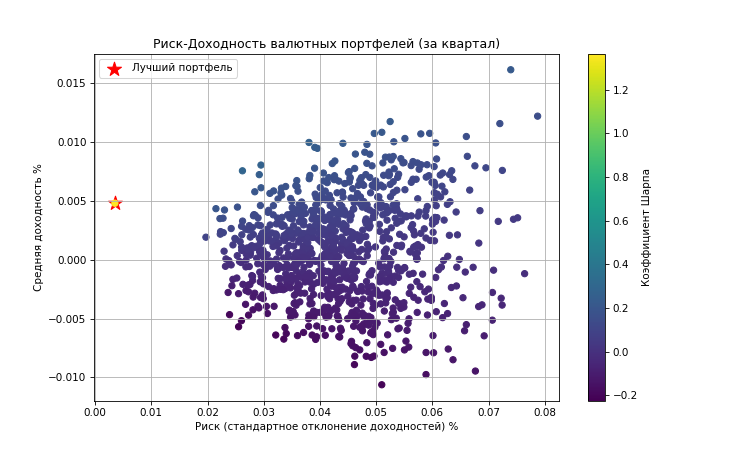 Риск-Доходность валютных портфелей (за квартал)
Лучший портфель
0.015
0.010
0.005
0.000
−0.005
−0.010
Средняя доходность %
0.00 0.01 0.02 0.03 0.04 0.05 0.06 0.07 0.08
Риск (стандартное отклонение доходностей) %
1.2
1.0
0.8
0.6
0.4
0.2
0.0
−0.2
Коэффициент Шарпа